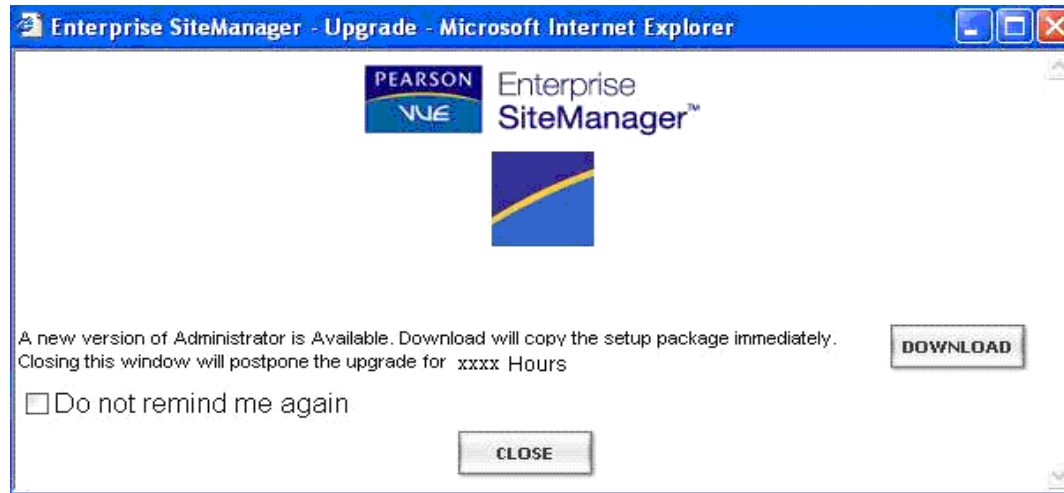 Enterprise SiteManager - Upgrade - Microsoft Internet Explorer
PEARSON
VUE
Enterprise
SiteManager™
A new version of Administrator is Available. Download will copy the setup package immediately.
Closing this window will postpone the upgrade for xxxx Hours
DOWNLOAD
Do not remind me again
CLOSE